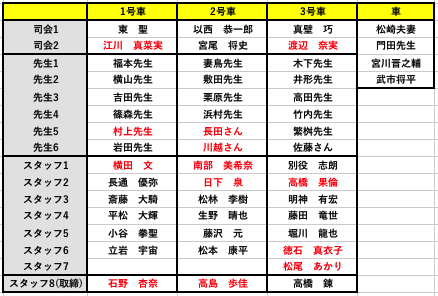 1号車 2号車 3号車 車
司会1 東　聖 以西　恭一郎 真壁　巧 松崎夫妻
司会2 江川　真菜実 宮尾　将史 渡辺　奈実 門田先生
先生1 福本先生 妻鳥先生 木下先生 宮川晋之輔
先生2 横山先生 敷田先生 井形先生 武市将平
先生3 吉田先生 栗原先生 高田先生
先生4 篠森先生 浜村先生 竹内先生
先生5 村上先生 長田さん 繁桝先生
先生6 岩田先生 川越さん 佐藤さん
スタッフ1 横田　文 南部　美希奈 別役　志朗
スタッフ2 長通　優弥 日下　泉 高橋　果倫
スタッフ3 斎藤　大騎 松林　李樹 明神　有宏
スタッフ4 平松　大輝 生野　晴也 藤田　竜世
スタッフ5 小谷　拳聖 藤沢　元 堀川　龍也
スタッフ6 立岩　宇宙 松本　康平 徳石　真衣子
スタッフ7 松尾　あかり
スタッフ8(取締) 石野　杏奈 高島　歩佳 高橋　錬